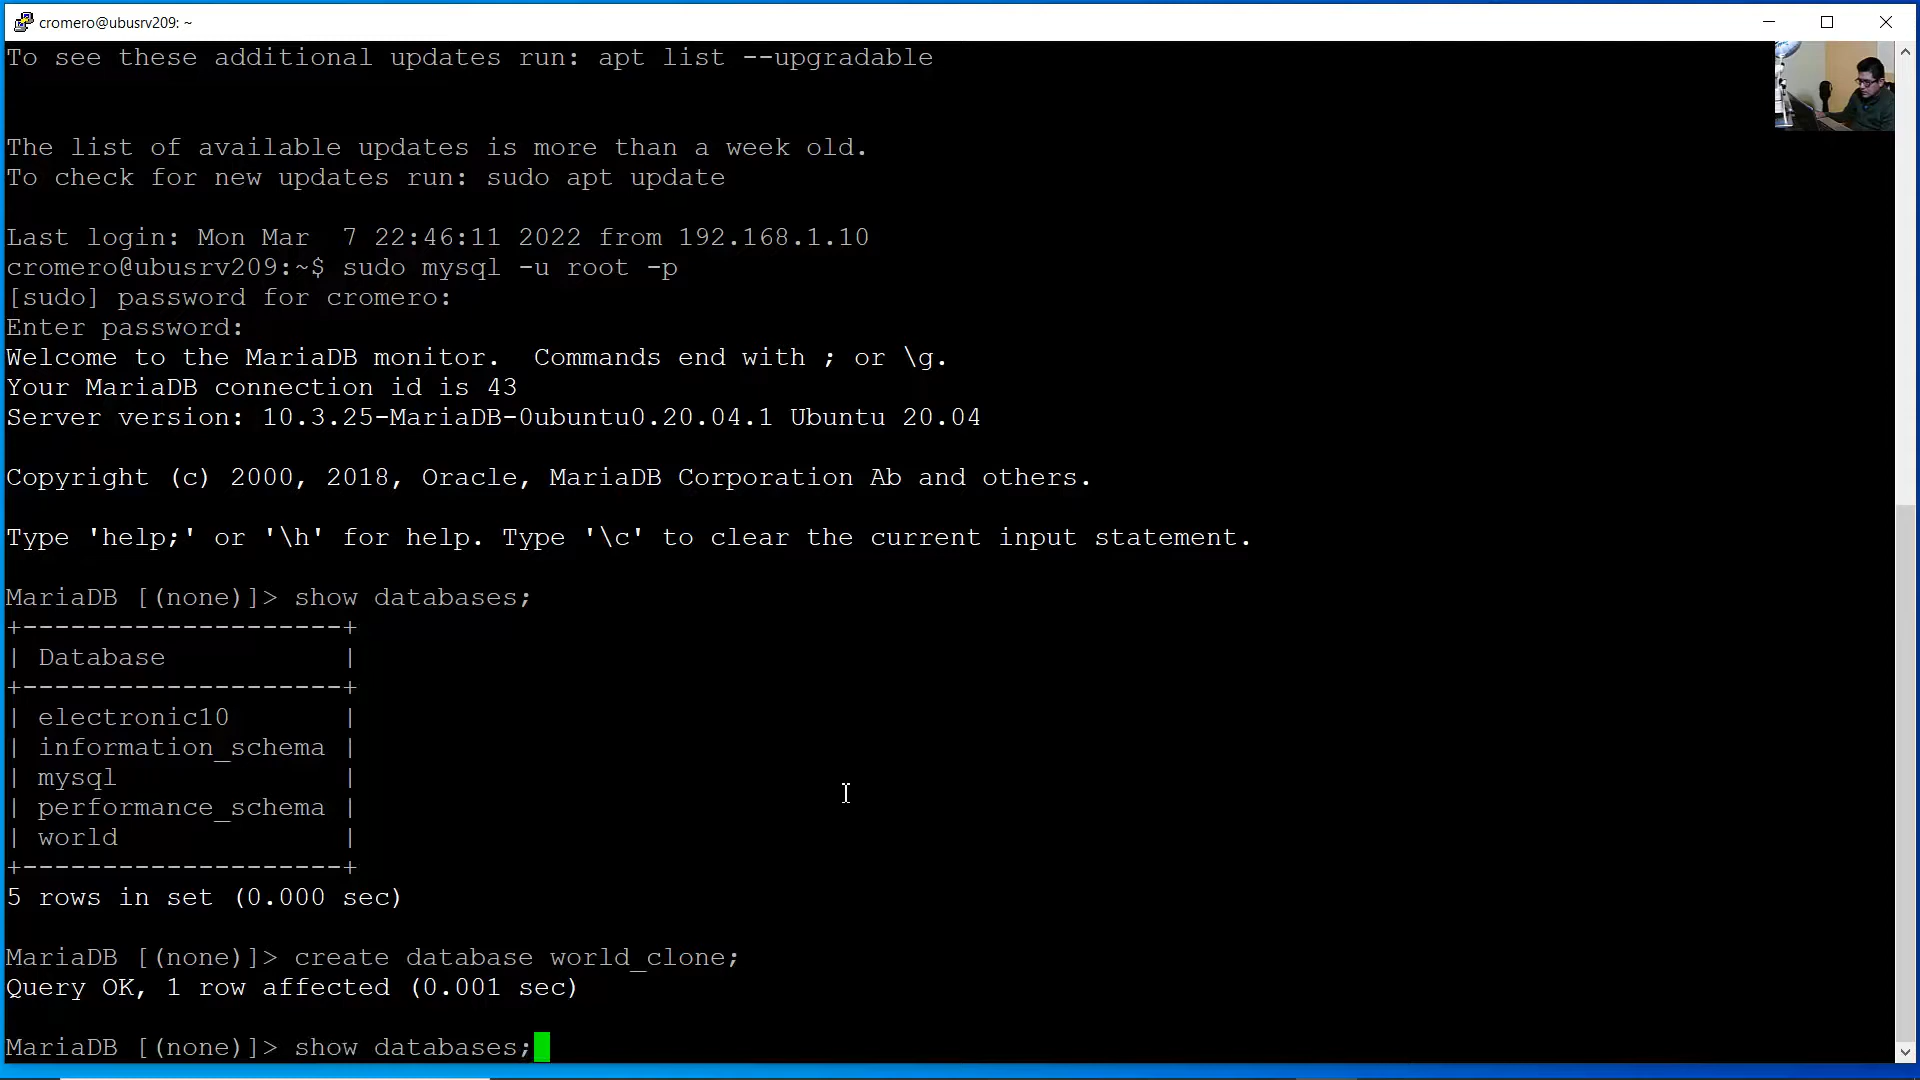 cromero@ubusrv209: ~
To see these additional updates run: apt list --upgradable
The list of available updates is more than a week old.
To check for new updates run: sudo apt update
Last login: Mon Mar  7 22:46:11 2022 from 192.168.1.10
cromero@ubusrv209:~$ sudo mysql -u root -p
[sudo] password for cromero:
Enter password:
Welcome to the MariaDB monitor.  Commands end with ; or \g.
Your MariaDB connection id is 43
Server version: 10.3.25-MariaDB-0ubuntu0.20.04.1 Ubuntu 20.04
Copyright (c) 2000, 2018, Oracle, MariaDB Corporation Ab and others.
Type 'help;' or '\h' for help. Type '\c' to clear the current input statement.
MariaDB [(none)]> show databases;
+--------------------+
| Database           |
+--------------------+
| electronic10       |
| information_schema |
| mysql              |
| performance_schema |
| world              |
+--------------------+
5 rows in set (0.000 sec)
MariaDB [(none)]> create database world_clone;
Query OK, 1 row affected (0.001 sec)
MariaDB [(none)]> show databases;